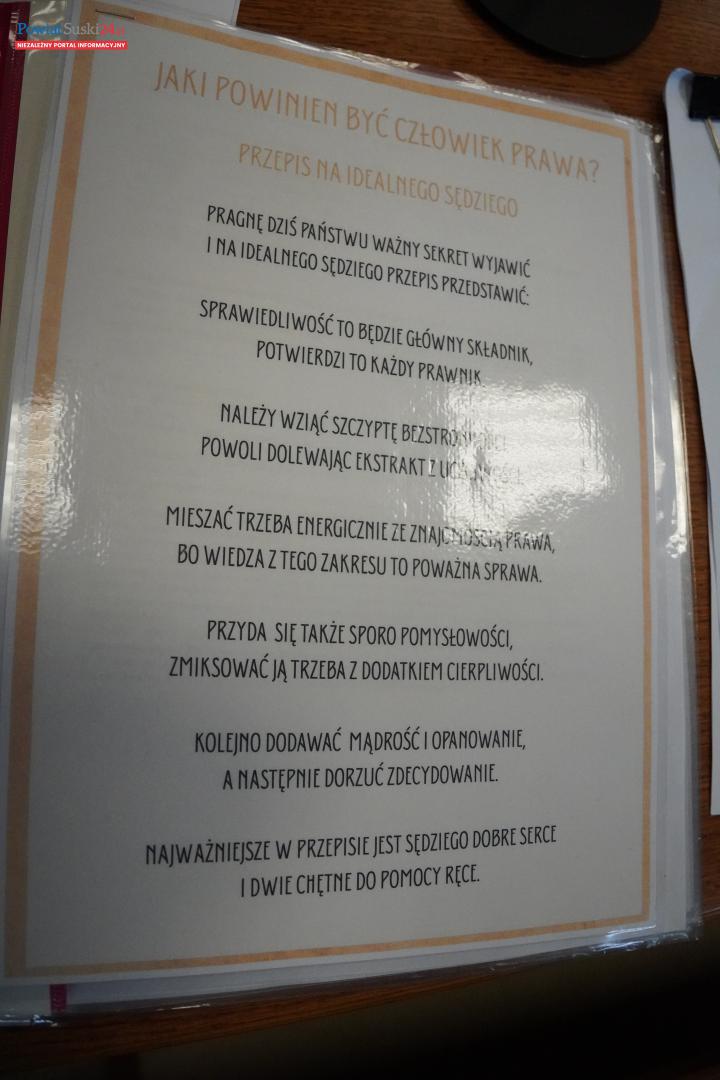 PowiatSuski24.pl
NIEZALEŻNY PORTAL INFORMACYJNY
JAKI POWINIEN BYĆ CZŁOWIEK PRAWA?
PRZEPIS NA IDEALNEGO SĘDZIEGO
PRAGNĘ DZIŚ PAŃSTWU WAŻNY SEKRET WYJAWIĆ
I NA IDEALNEGO SĘDZIEGO PRZEPIS PRZEDSTAWIĆ:
SPRAWIEDLIWOŚĆ TO BĘDZIE GŁÓWNY SKŁADNIK,
POTWIERDZI TO KAŻDY PRAWNIK.
NALEŻY WZIĄĆ SZCZYPTĘ BEZSTRONNOŚCI
POWOLI DOLEWAJĄC EKSTRAKT Z
MIESZAĆ TRZEBA ENERGICZNIE ZE ZNAJOMOŚCIĄ PRAWA,
BO WIEDZA Z TEGO ZAKRESU TO POWAŻNA SPRAWA.
PRZYDA SIĘ TAKŻE SPORO POMYSŁOWOŚCI,
ZMIKSOWAĆ JĄ TRZEBA Z DODATKIEM CIERPLIWOŚCI.
KOLEJNO DODAWAĆ MĄDROŚĆ I OPANOWANIE,
A NASTĘPNIE DORZUĆ ZDECYDOWANIE.
NAJWAŻNIEJSZE W PRZEPISIE JEST SĘDZIEGO DOBRE SERCE
I DWIE CHĘTNE DO POMOCY RĘCE.